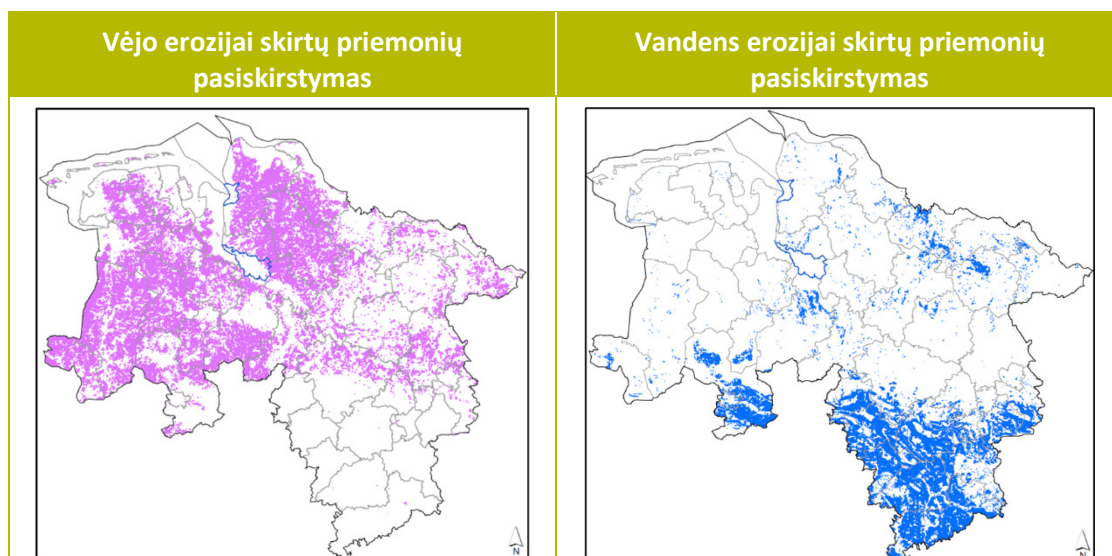 Vėjo erozijai skirtų priemonių
pasiskirstymas
Vandens erozijai skirtų priemonių
pasiskirstymas
N
N